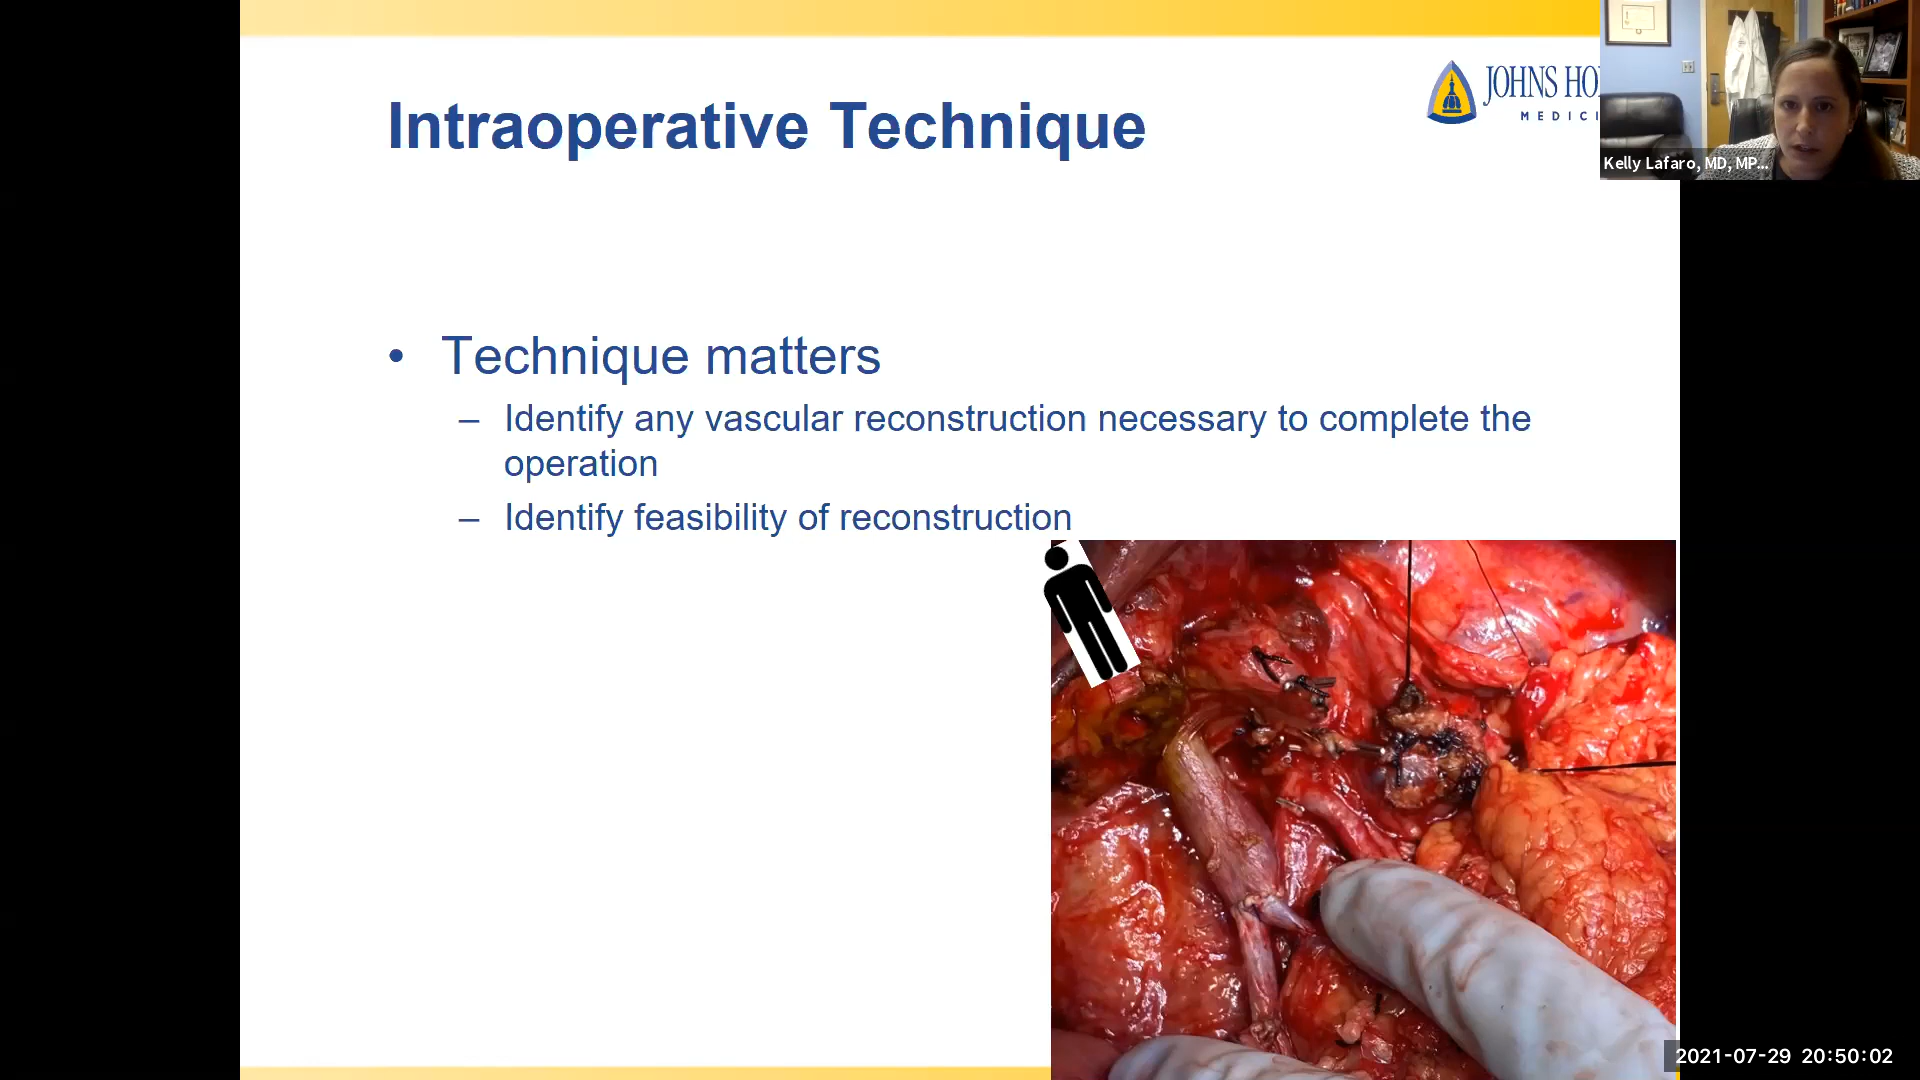 Intraoperative Technique
JOHNS HO
MEDICI
Kelly Lafaro, MD, MP...
• Technique matters
– Identify any vascular reconstruction necessary to complete the
operation
– Identify feasibility of reconstruction
2021-07-29 20:50:02